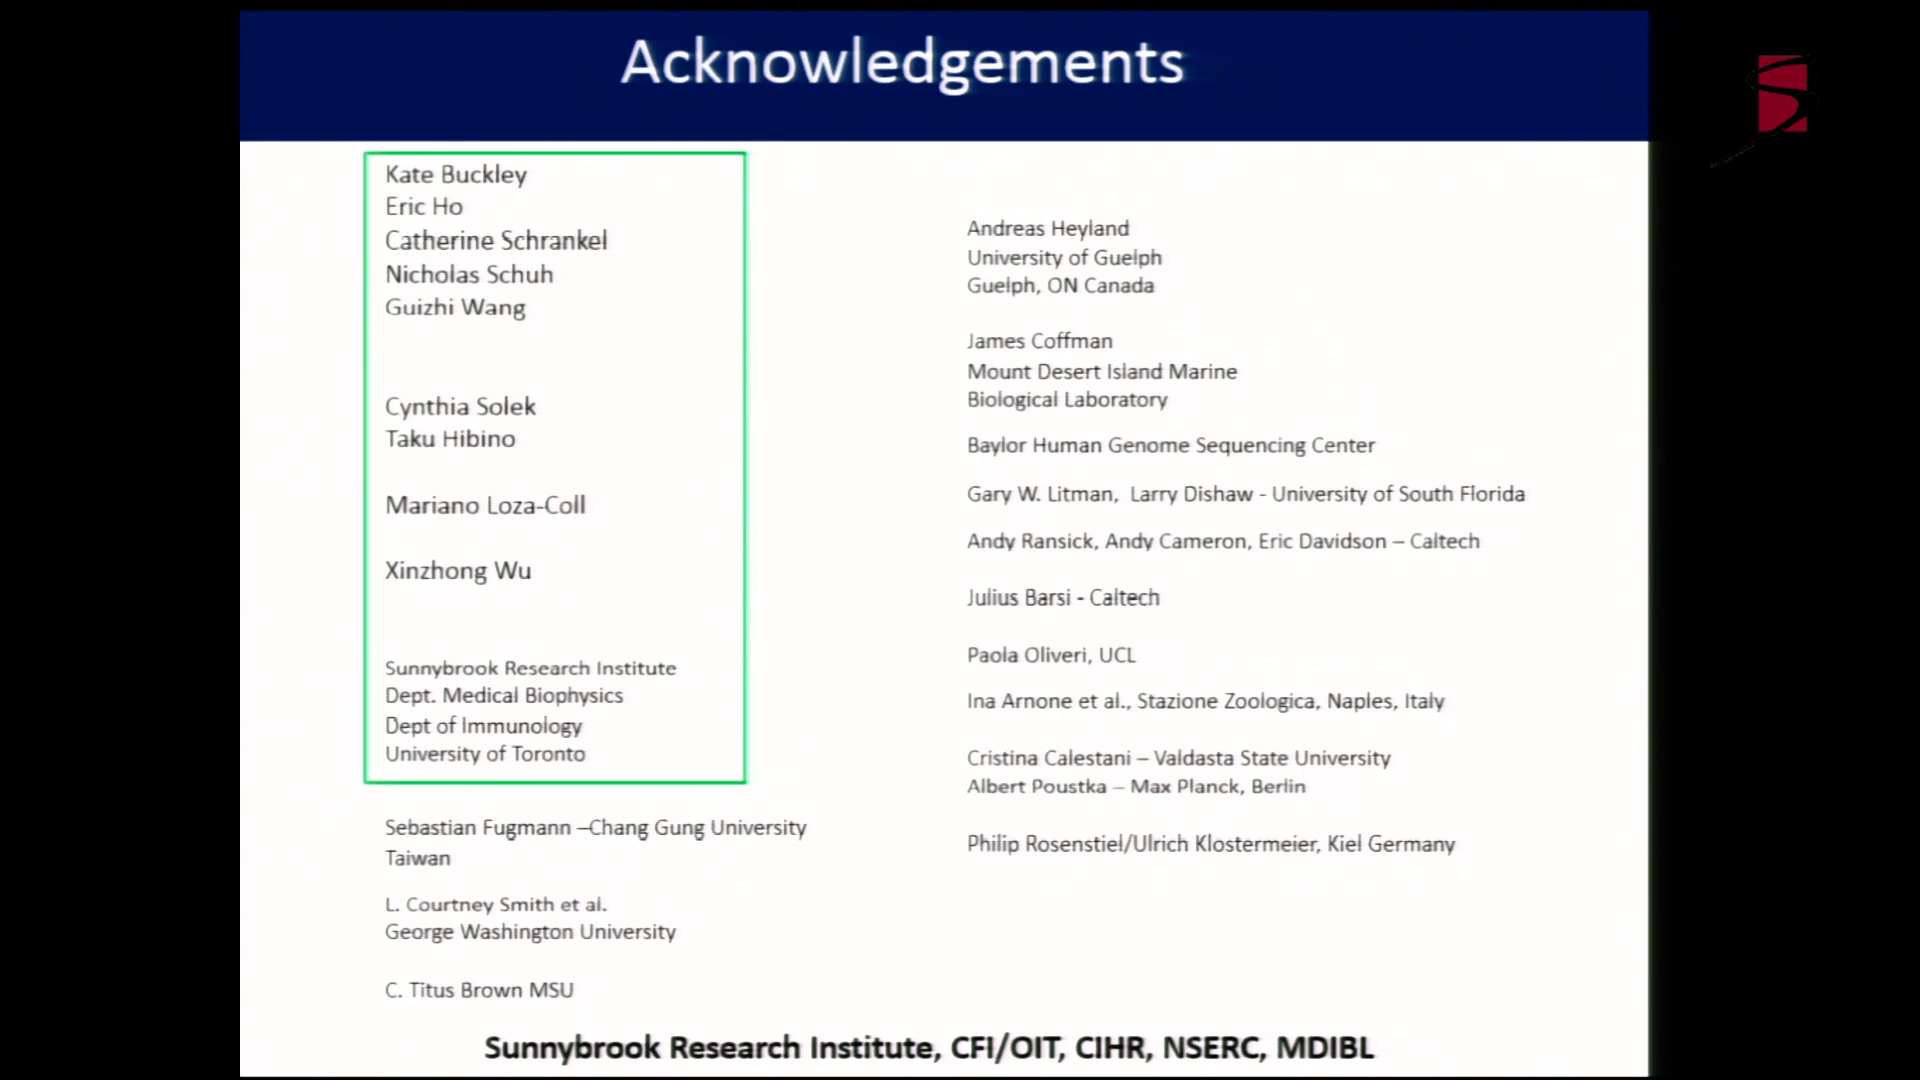 Acknowledgements
Kate Buckley
Eric Ho
Catherine Schrankel
Nicholas Schuh
Guizhi Wang
Cynthia Solek
Taku Hibino
Mariano Loza-Coll
Xinzhong Wu
Sunnybrook Research Institute
Dept. Medical Biophysics
Dept of Immunology
University of Toronto
Sebastian Fugmann –Chang Gung University
Taiwan
L. Courtney Smith et al.
George Washington University
C. Titus Brown MSU
Andreas Heyland
University of Guelph
Guelph, ON Canada
James Coffman
Mount Desert Island Marine
Biological Laboratory
Baylor Human Genome Sequencing Center
Gary W. Litman, Larry Dishaw - University of South Florida
Andy Ransick, Andy Cameron, Eric Davidson – Caltech
Julius Barsi - Caltech
Paola Oliveri, UCL
Ina Arnone et al., Stazione Zoologica, Naples, Italy
Cristina Calestani – Valdasta State University
Albert Poustka – Max Planck, Berlin
Philip Rosenstiel/Ulrich Klostermeier, Kiel Germany
Sunnybrook Research Institute, CFI/OIT, CIHR, NSERC, MDIBL